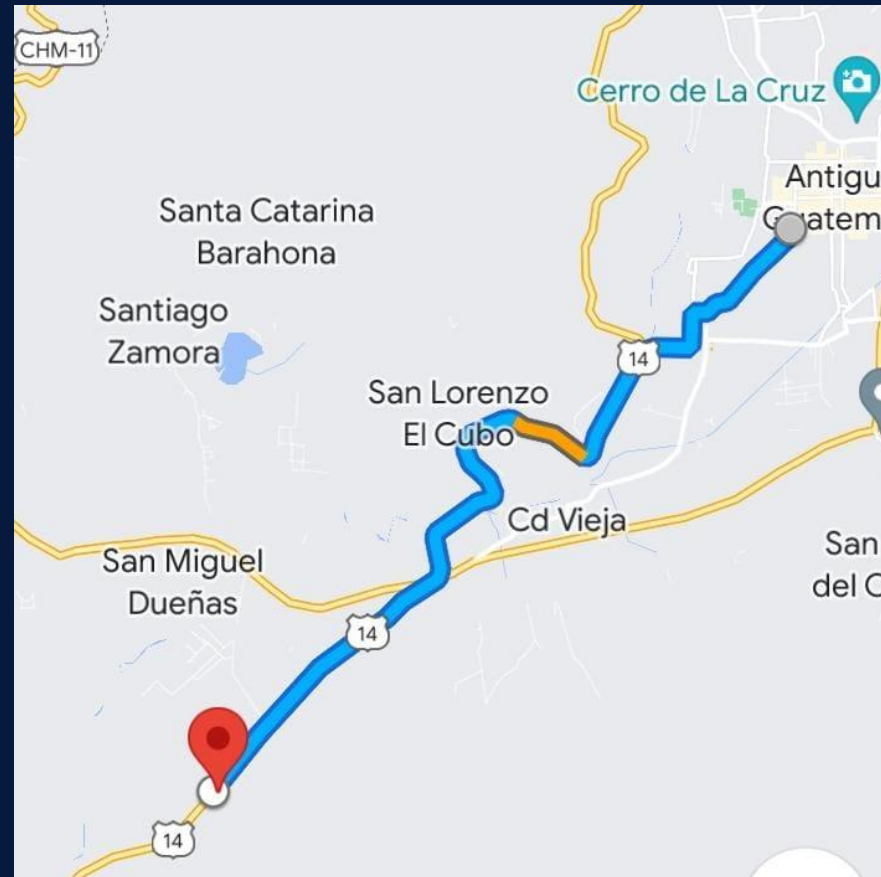 CHM-11
Cerro de La Cruz
Antigu
Guatem
Santa Catarina
Barahona
Santiago
Zamora
14
San Lorenzo
El Cubo
Cd Vieja
San
del C
San Miguel
Dueñas
14
14